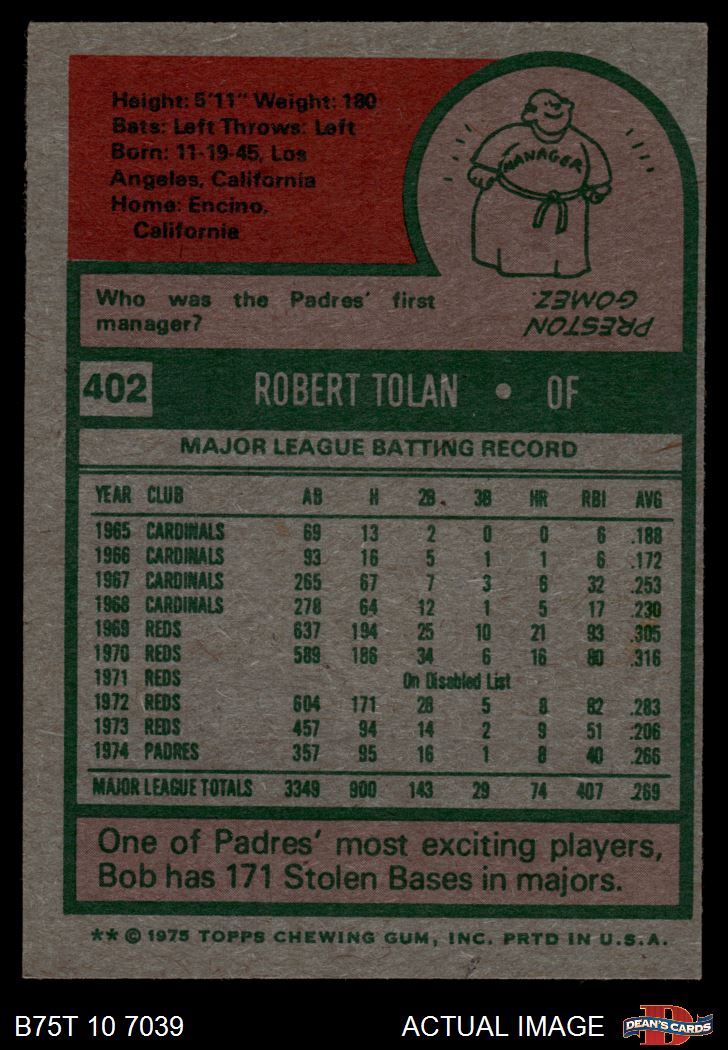 Height: 5'11" Weight: 180
Bats: Left Throws: Left
Born: 11-19-45, Los
Angeles, California
Home: Encino,
California
MANAGER
Who was the Padres' first
manager?
PRESTON
GOMEZ.
402 ROBERT TOLAN • OF
MAJOR LEAGUE BATTING RECORD
YEAR CLUB AB H 2B. 3B HR RBI AVG
1965 CARDINALS 69 13 2 0 0 6 .188
1966 CARDINALS 93 16 5 1 1 6 .172
1967 CARDINALS 265 67 7 3 6 32 .253
1968 CARDINALS 278 64 12 1 5 17 .230
1969 REDS 637 194 25 10 21 93 .305
1970 REDS 589 186 34 6 16 80 .316
1971 REDS On Disabled List
1972 REDS 604 171 28 5 8 82 .283
1973 REDS 457 94 14 2 9 51 .206
1974 PADRES 357 95 16 1 8 40 .266
MAJOR LEAGUE TOTALS 3349 900 143 29 74 407 .269
One of Padres' most exciting players,
Bob has 171 Stolen Bases in majors.
** © 1975 TOPPS CHEWING GUM, INC. PRTD IN U.S.A.
B75T 10 7039 ACTUAL IMAGE D DEAN'S CARDS